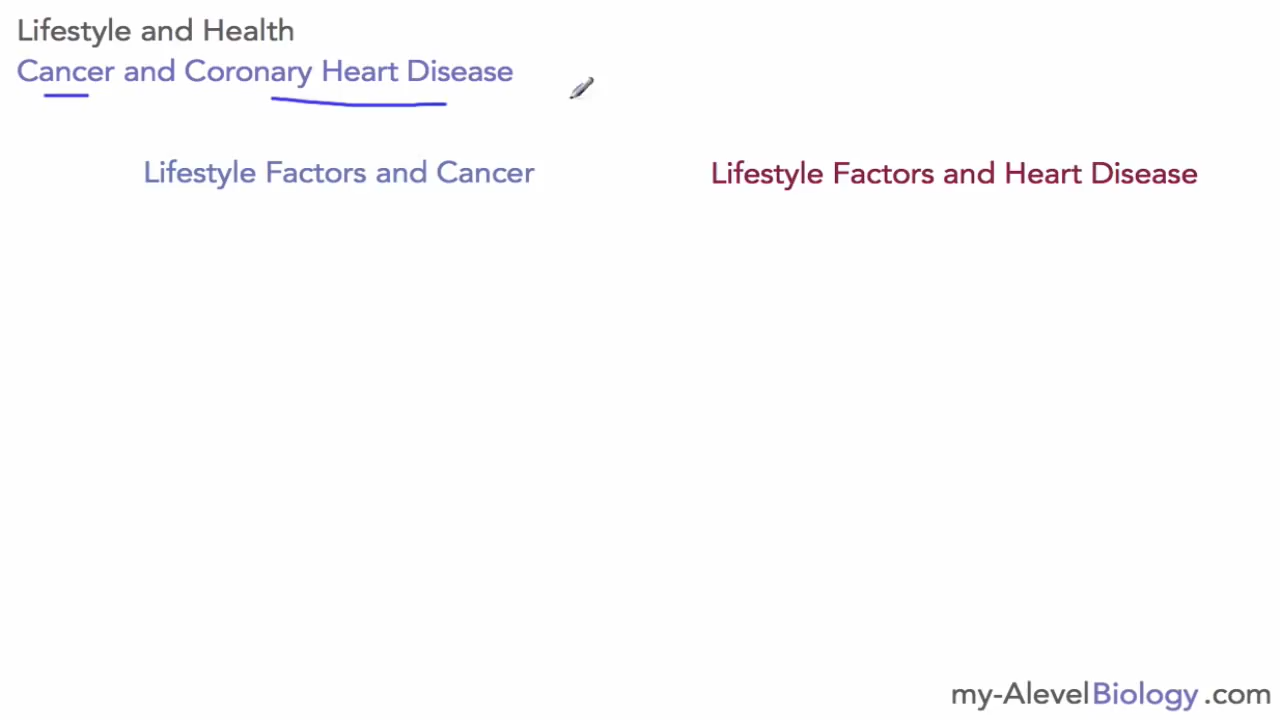 Lifestyle and Health
Cancer and Coronary Heart Disease
Lifestyle Factors and Cancer
Lifestyle Factors and Heart Disease
my-AlevelBiology.com